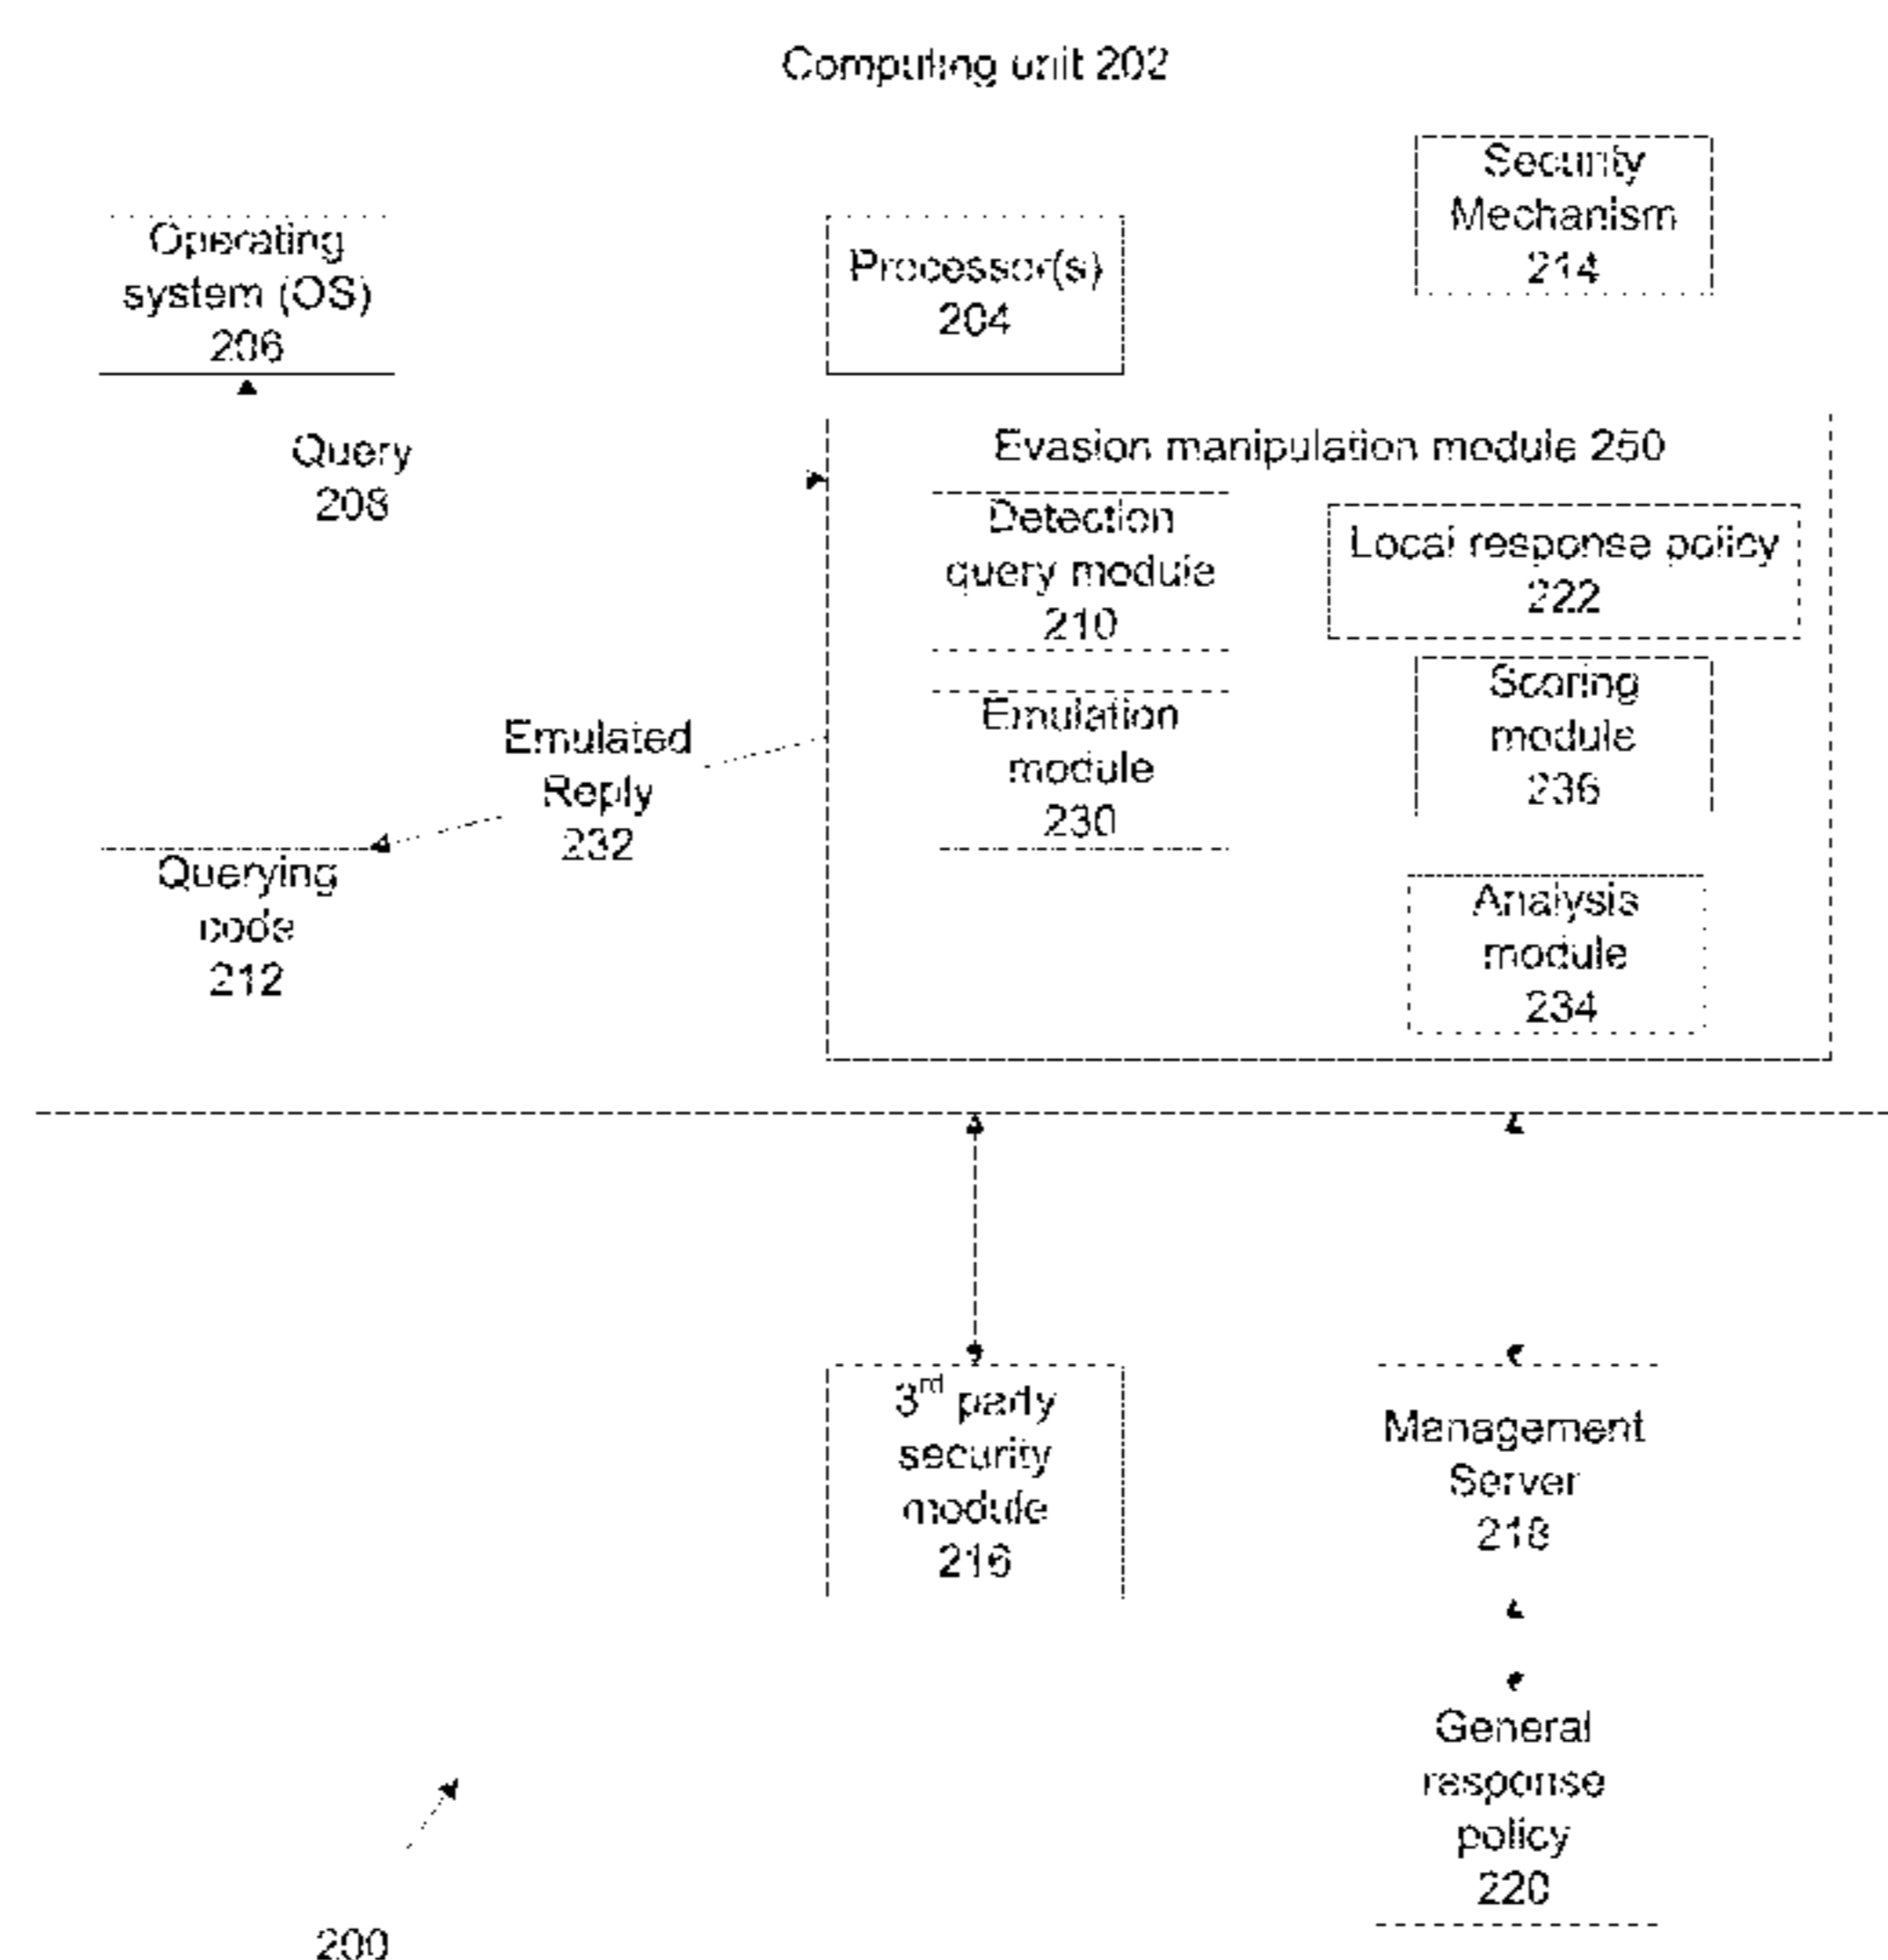 Computing unit 202
Security
Mechanism
214
Operating
system (OS)
206
Processor(s)
204
Query
208
Evasion manipulation module 250
Detection
query module
210
Local response policy
222
Emulated
Reply
232
Emulation
module
230
Scoring
module
236
Querying
code
212
Analysis
module
234
3rd party
security
module
216
Management
Server
218
General
response
policy
220
200